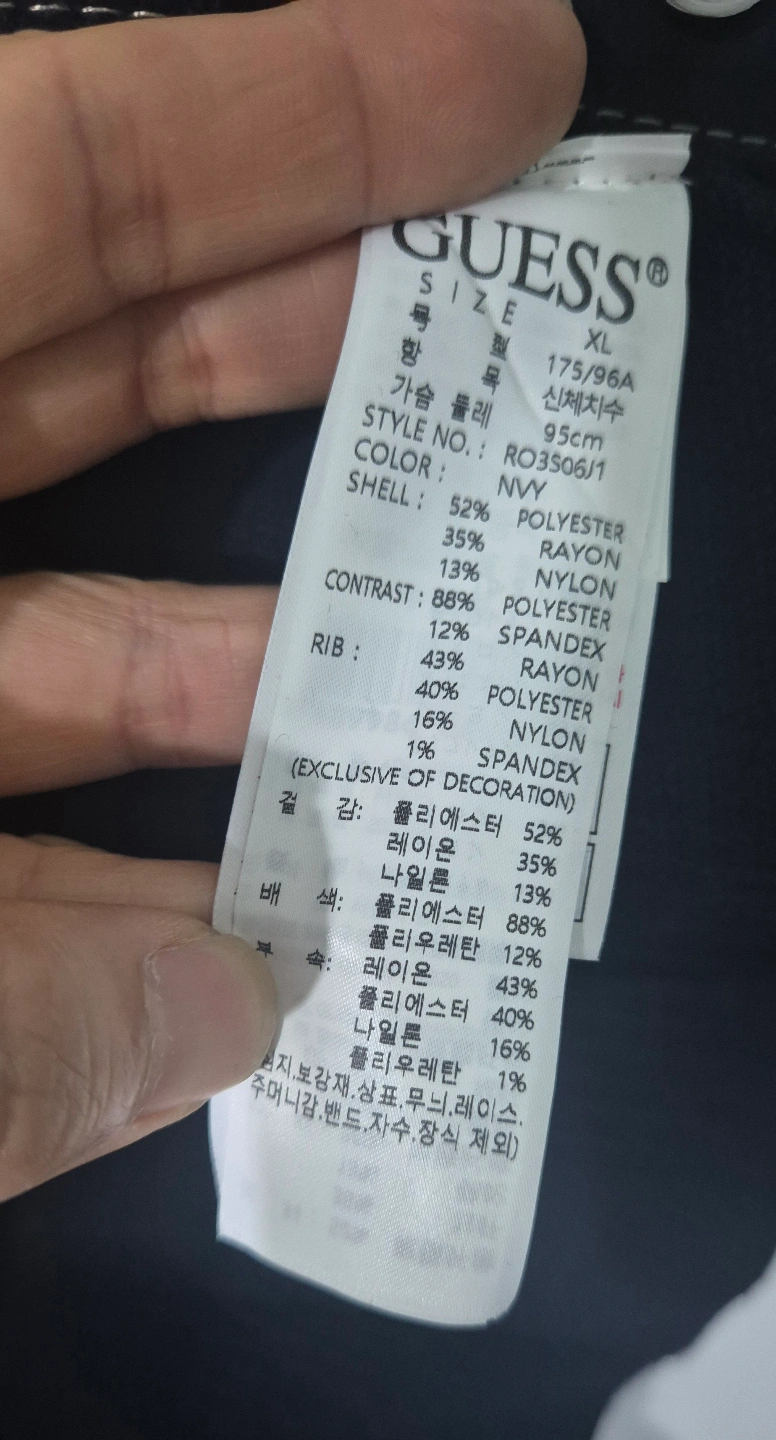 GUESS®
SIZE XL
호 형 175/96A
항 목 신체치수
가슴 둘레 95cm
STYLE NO. : RO3S06J1
COLOR : NVY
SHELL : 52% POLYESTER
35% RAYON
13% NYLON
CONTRAST : 88% POLYESTER
12% SPANDEX
RIB : 43% RAYON
40% POLYESTER
16% NYLON
1% SPANDEX
(EXCLUSIVE OF DECORATION)
겉 감: 폴리에스터 52%
레이온 35%
나일론 13%
배 색: 폴리에스터 88%
폴리우레탄 12%
부 속: 레이온 43%
폴리에스터 40%
나일론 16%
폴리우레탄 1%
보강재.상표.무늬.레이스.
주머니감.밴드.자수.장식 제외)